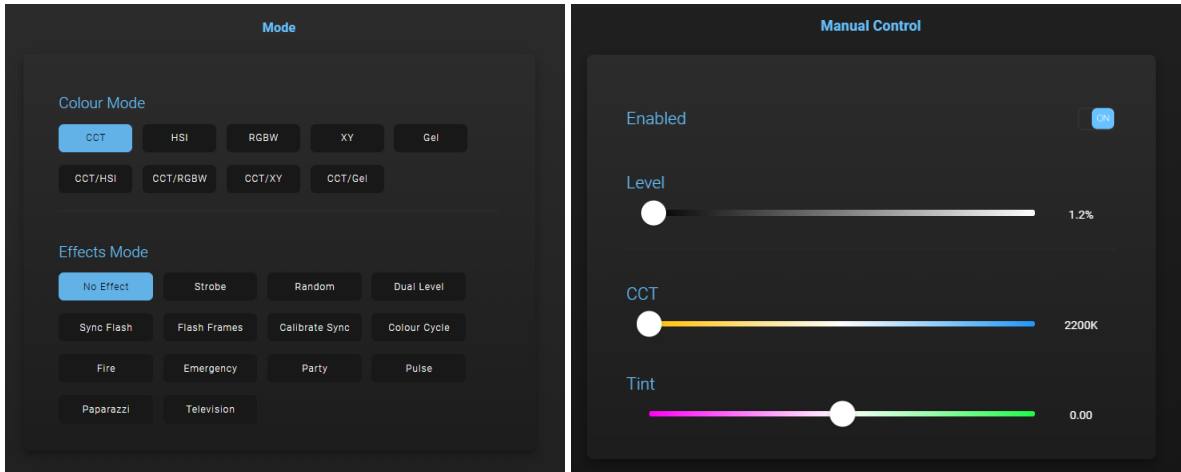 Mode
Colour Mode
CCT HSI RGBW XY Gel
CCT/HSI CCT/RGBW CCT/XY CCT/Gel
Effects Mode
No Effect Strobe Random Dual Level
Sync Flash Flash Frames Calibrate Sync Colour Cycle
Fire Emergency Party Pulse
Paparazzi Television
Manual Control
Enabled ON
Level
1.2%
CCT
2200K
Tint
0.00